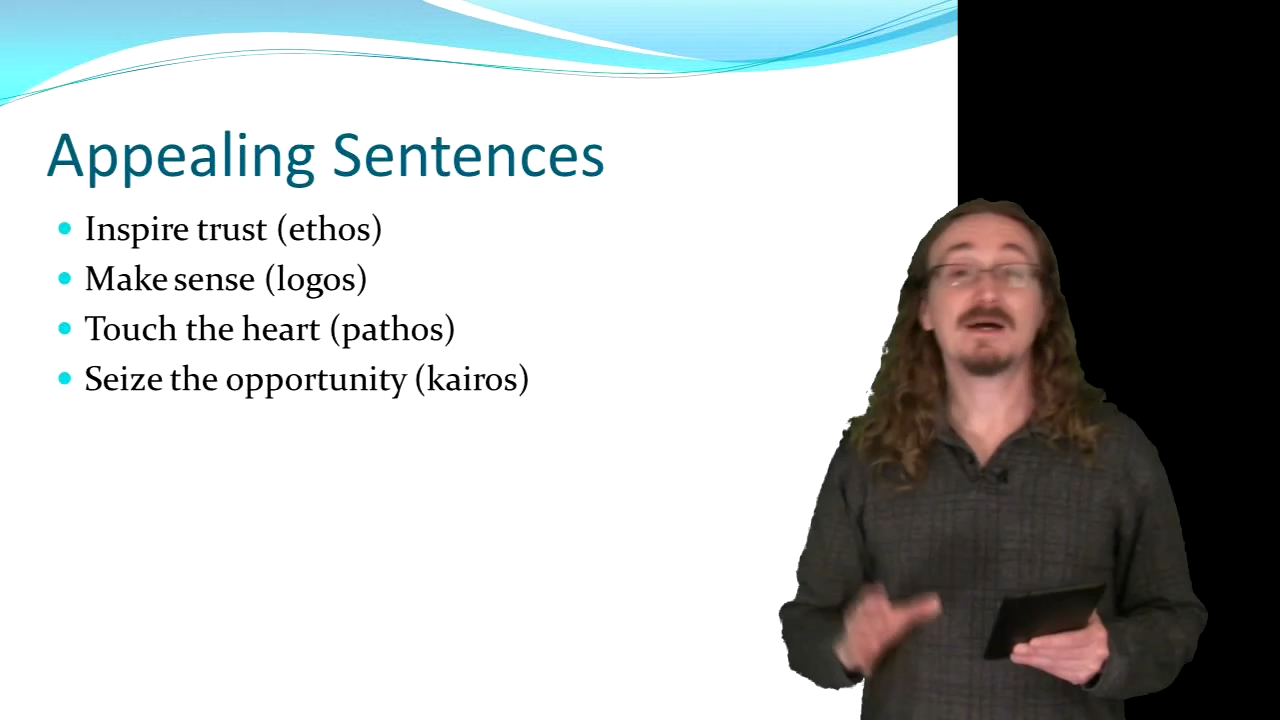 Appealing Sentences
Inspire trust (ethos)
Make sense (logos)
Touch the heart (pathos)
Seize the opportunity (kairos)